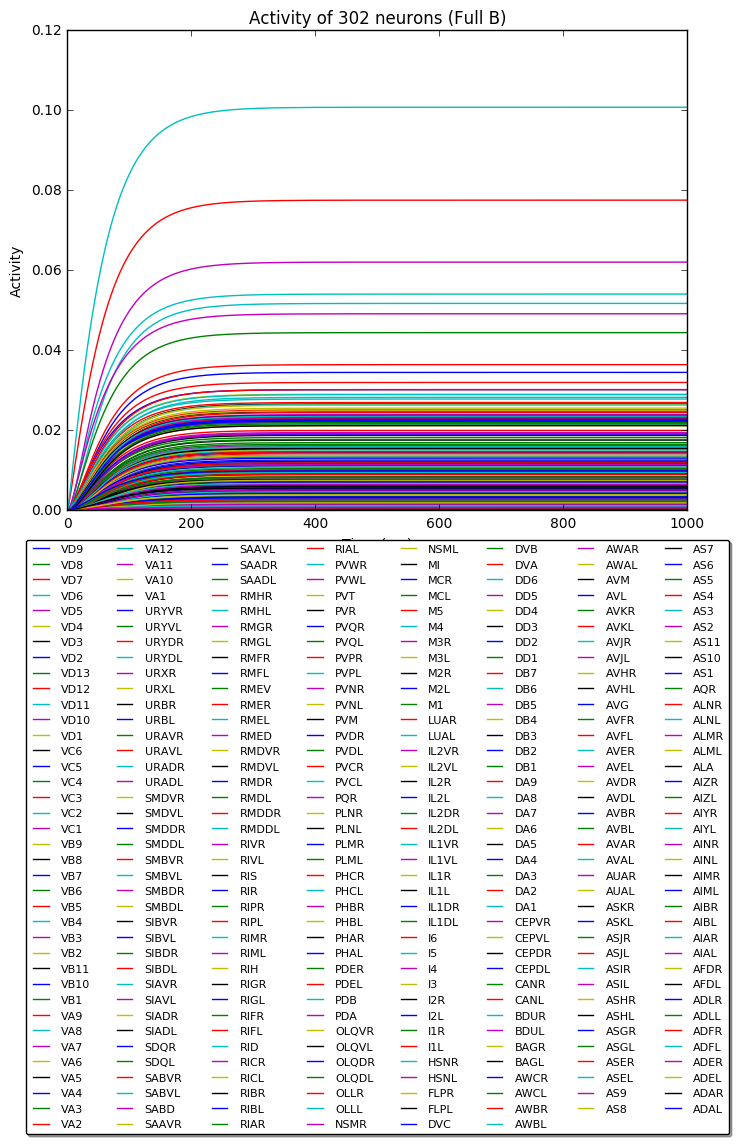 Activity of 302 neurons (Full B)
0.12
0.10
0.08
0.06
0.04
0.02
0.00
Activity
0 200 400 600 800 1000
VD9 VA12 SAAVL RIAL NSML DVB AWAR AS7
VD8 VA11 SAADR PVWR MI DVA AWAL AS6
VD7 VA10 SAADL PVWL MCR DD6 AVM AS5
VD6 VA1 RMHR PVT MCL DD5 AVL AS4
VD5 URYVR RMHL PVR M5 DD4 AVKR AS3
VD4 URYVL RMGR PVQR M4 DD3 AVKL AS2
VD3 URYDR RMGL PVQL M3R DD2 AVJR AS11
VD2 URYDL RMFR PVPR M3L DD1 AVJL AS10
VD13 URXR RMFL PVPL M2R DB7 AVHR AS1
VD12 URXL RMEV PVNR M2L DB6 AVHL AQR
VD11 URBR RMER PVNL M1 DB5 AVG ALNR
VD10 URBL RMEL PVM LUAR DB4 AVFR ALNL
VD1 URAVR RMED PVDR LUAL DB3 AVFL ALMR
VC6 URAVL RMDVR PVDL IL2VR DB2 AVER ALML
VC5 URADR RMDVL PVCR IL2VL DB1 AVEL ALA
VC4 URADL RMDR PVCL IL2R DA9 AVDR AIZR
VC3 SMDVR RMDL PQR IL2L DA8 AVDL AIZL
VC2 SMDVL RMDDR PLNR IL2DR DA7 AVBR AIYR
VC1 SMDDR RMDDL PLNL IL2DL DA6 AVBL AIYL
VB9 SMDDL RIVR PLMR IL1VR DA5 AVAR AINR
VB8 SMBVR RIVL PLML IL1VL DA4 AVAL AINL
VB7 SMBVL RIS PHCR IL1R DA3 AUAR AIMR
VB6 SMBDR RIR PHCL IL1L DA2 AUAL AIML
VB5 SMBDL RIPR PHBR IL1DR DA1 ASKR AIBR
VB4 SIBVR RIPL PHBL IL1DL CEPVR ASKL AIBL
VB3 SIBVL RIMR PHAR I6 CEPVL ASJR AIAR
VB2 SIBDR RIML PHAL I5 CEPDR ASJL AIAL
VB11 SIBDL RIH PDER I4 CEPDL ASIR AFDR
VB10 SIAVR RIGR PDEL I3 CANR ASIL AFDL
VB1 SIAVL RIGL PDB I2R CANL ASHR ADLR
VA9 SIADR RIFR PDA I2L BDUR ASHL ADLL
VA8 SIADL RIFL OLQVR I1R BDUL ASGR ADFR
VA7 SDQR RID OLQVL I1L BAGR ASGL ADFL
VA6 SDQL RICR OLQDR HSNR BAGL ASER ADER
VA5 SABVR RICL OLQDL HSNL AWCR ASEL ADEL
VA4 SABVL RIBR OLLR FLPR AWCL AS9 ADAR
VA3 SABD RIBL OLLL FLPL AWBR AS8 ADAL
VA2 SAAVR RIAR NSMR DVC AWBL